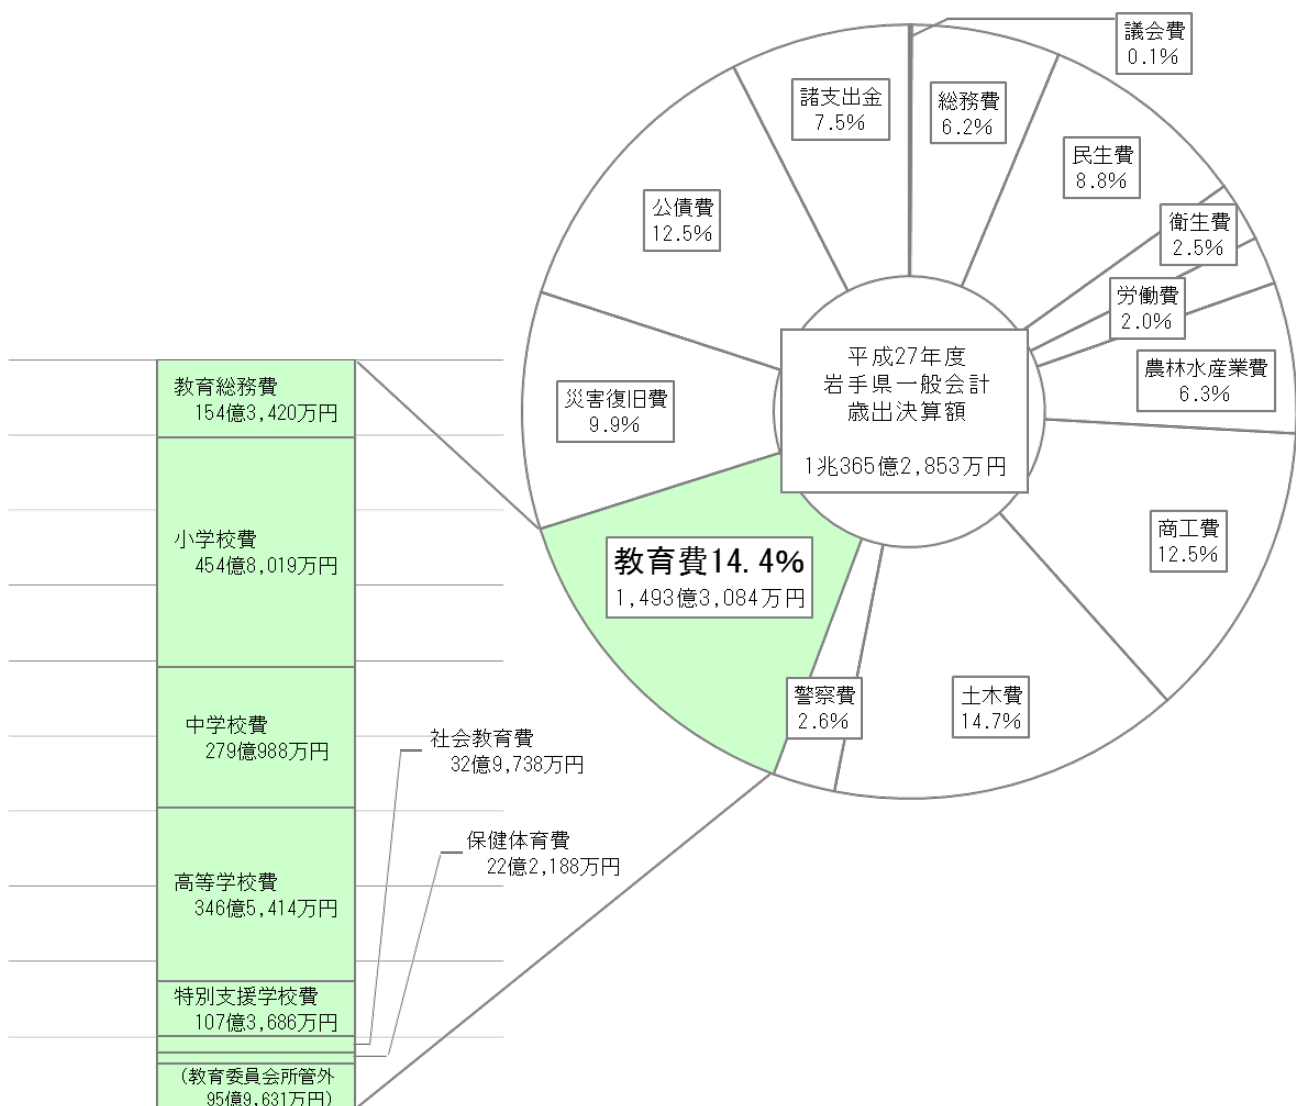 議会費
0.1%
総務費
6.2%
民生費
8.8%
衛生費
2.5%
労働費
2.0%
農林水産業費
6.3%
商工費
12.5%
土木費
14.7%
警察費
2.6%
教育費14.4%
1,493億3,084万円
災害復旧費
9.9%
公債費
12.5%
諸支出金
7.5%
平成27年度
岩手県一般会計
歳出決算額
1兆365億2,853万円
教育総務費
154億3,420万円
小学校費
454億8,019万円
中学校費
279億988万円
高等学校費
346億5,414万円
特別支援学校費
107億3,686万円
社会教育費
32億9,738万円
保健体育費
22億2,188万円
(教育委員会所管外
95億9,631万円)